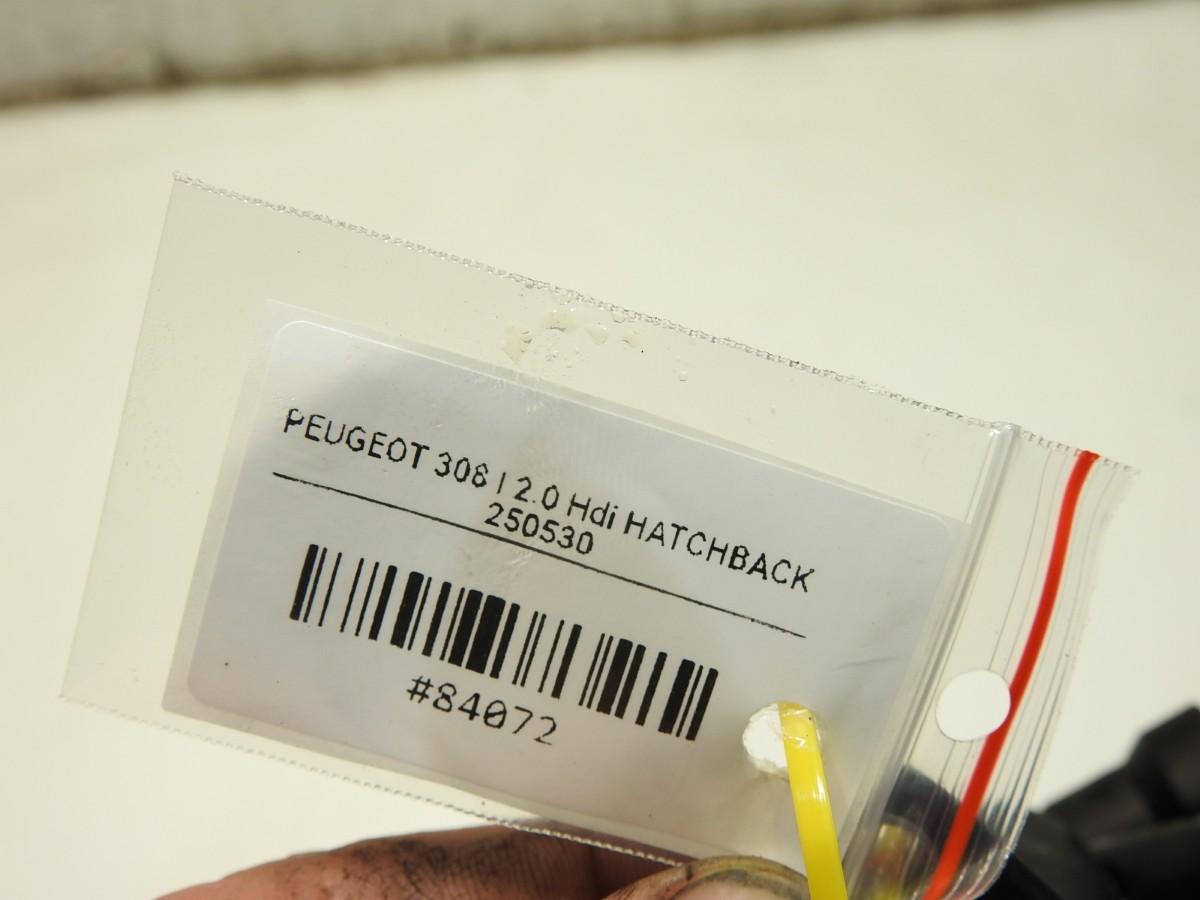 PEUGEOT 308 I 2.0 Hdi HATCHBACK
250530
#84072